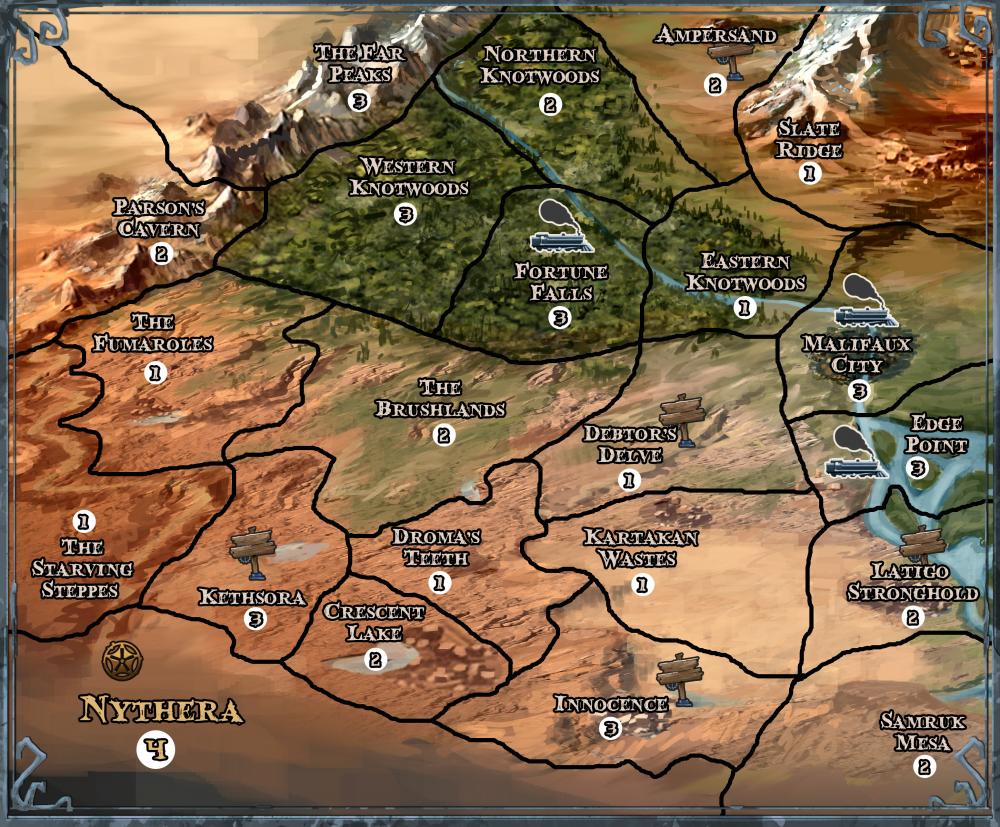 The Far
Peaks
3
Northern
Knotwoods
2
Ampersand
2
Slate
Ridge
1
Western
Knotwoods
3
Parson's
Cavern
2
Fortune
Falls
3
Eastern
Knotwoods
1
The
Fumaroles
1
Malifaux
City
3
The
Brushlands
2
Debtor's
Delve
1
Edge
Point
3
1
The
Starving
Steppes
Kethsora
3
Droma's
Teeth
1
Kartakan
Wastes
1
Latigo
Stronghold
2
Crescent
Lake
2
Nythera
4
Innocence
3
Samruk
Mesa
2